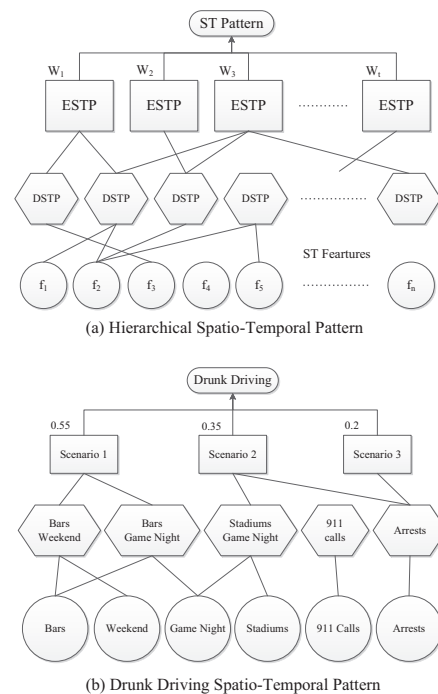 ST Pattern
W1 W2 W3 Wt
ESTP ESTP ESTP ............ ESTP
DSTP DSTP DSTP DSTP ............ DSTP
ST Feartures
f1 f2 f3 f4 f5 ............ fn
(a) Hierarchical Spatio-Temporal Pattern
Drunk Driving
0.55 0.35 0.2
Scenario 1 Scenario 2 Scenario 3
Bars Weekend Bars Game Night Stadiums Game Night 911 calls Arrests
Bars Weekend Game Night Stadiums 911 Calls Arrests
(b) Drunk Driving Spatio-Temporal Pattern